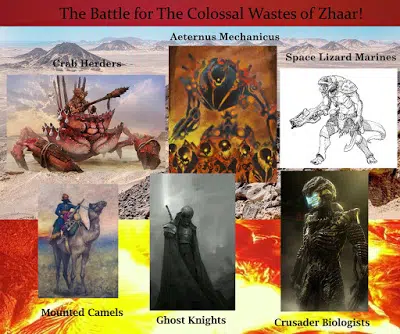 The Battle for The Colossal Wastes of Zhaar!
Aeternus Mechanicus
Crab Herders
Space Lizard Marines
Mounted Camels
Ghost Knights
Crusader Biologists